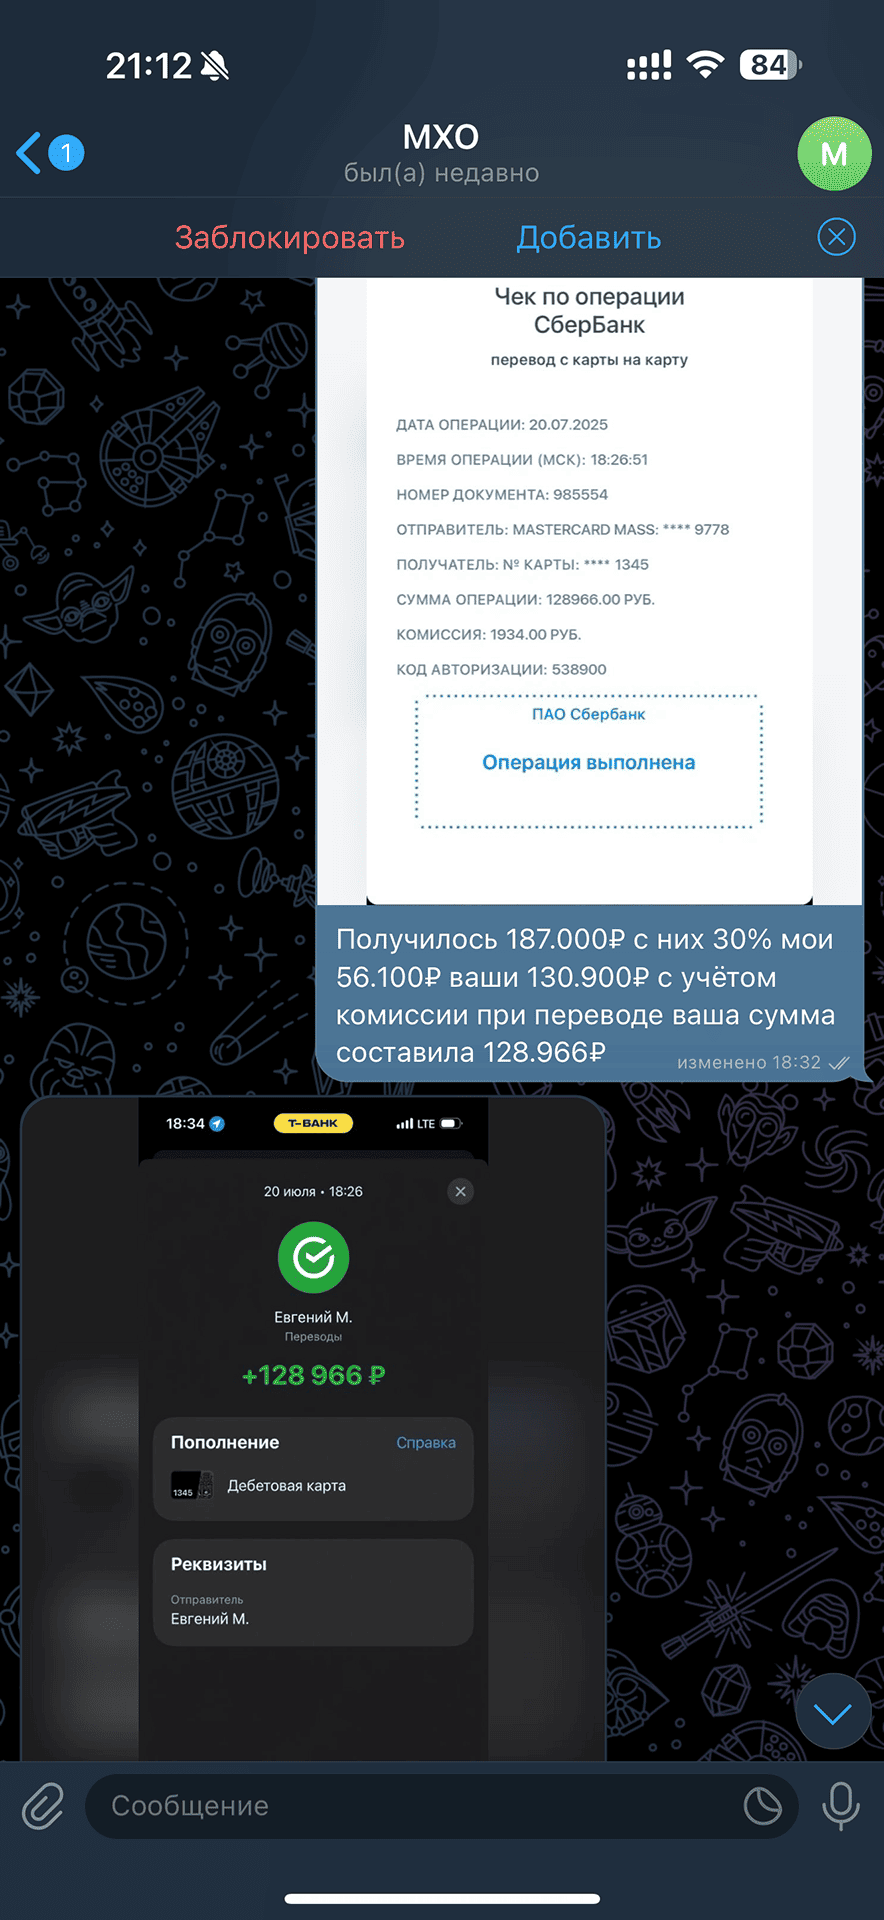 21:12
84
1
MXO
был(а) недавно
M
Заблокировать
Добавить
Чек по операции
СберБанк
перевод с карты на карту
ДАТА ОПЕРАЦИИ: 20.07.2025
ВРЕМЯ ОПЕРАЦИИ (МСК): 18:26:51
НОМЕР ДОКУМЕНТА: 985554
ОТПРАВИТЕЛЬ: MASTERCARD MASS: **** 9778
ПОЛУЧАТЕЛЬ: № КАРТЫ: **** 1345
СУММА ОПЕРАЦИИ: 128966.00 РУБ.
КОМИССИЯ: 1934.00 РУБ.
КОД АВТОРИЗАЦИИ: 538900
ПАО Сбербанк
Операция выполнена
Получилось 187.000₽ с них 30% мои
56.100₽ ваши 130.900₽ с учётом
комиссии при переводе ваша сумма
составила 128.966₽
изменено 18:32
18:34
Т-БАНК
LTE
20 июля • 18:26
Евгений М.
Переводы
+128 966 ₽
Пополнение
Справка
1345
Дебетовая карта
Реквизиты
Отправитель
Евгений М.
Сообщение